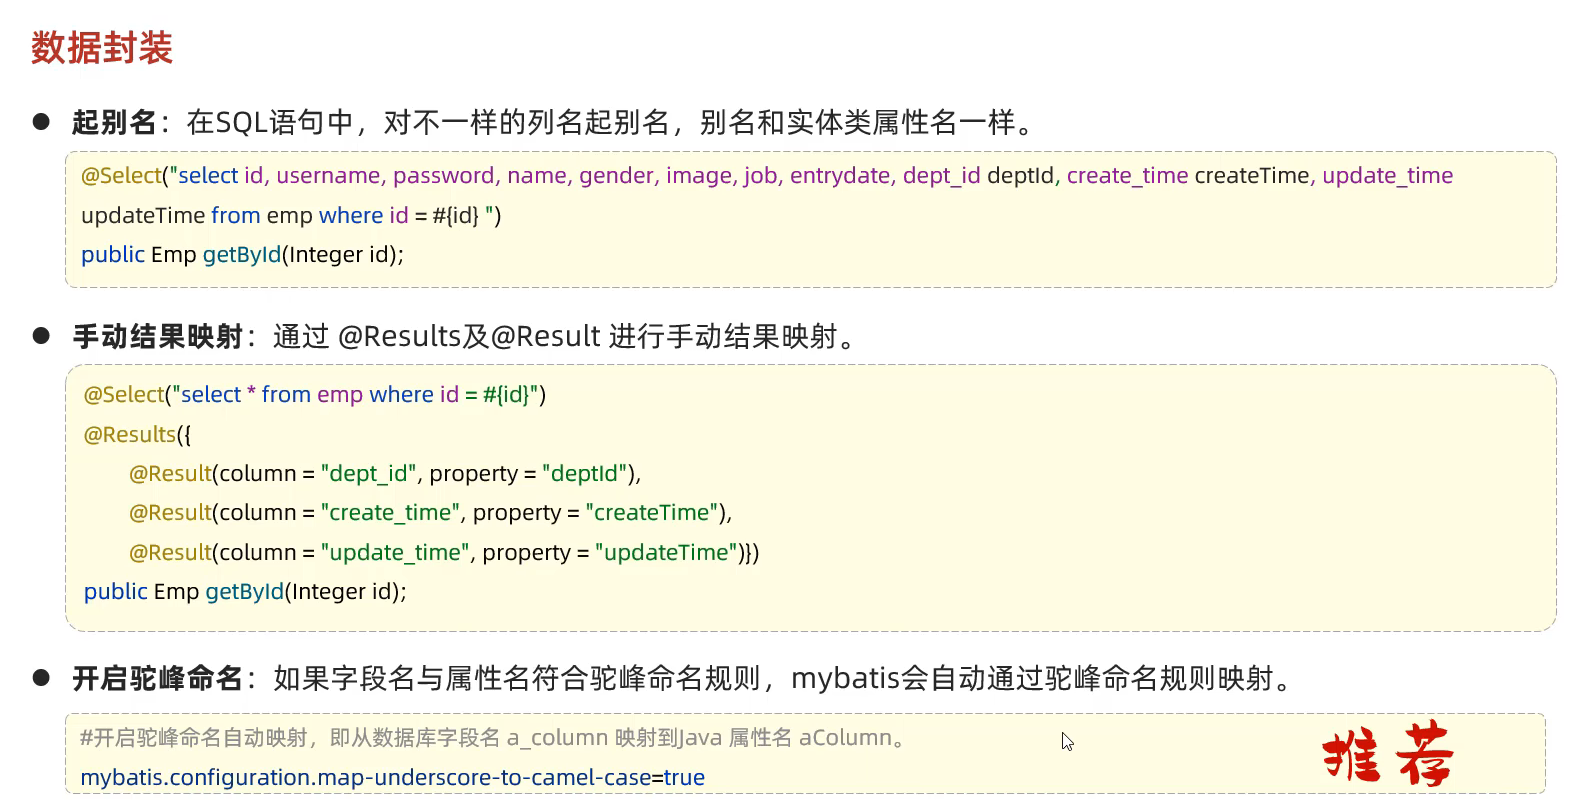 数据封装
● 起别名：在SQL语句中，对不一样的列名起别名，别名和实体类属性名一样。
@Select("select id, username, password, name, gender, image, job, entrydate, dept_id deptId, create_time createTime, update_time
updateTime from emp where id = #{id} ")
public Emp getById(Integer id);
● 手动结果映射：通过 @Results及@Result 进行手动结果映射。
@Select("select * from emp where id = #{id}")
@Results({
@Result(column = "dept_id", property = "deptId"),
@Result(column = "create_time", property = "createTime"),
@Result(column = "update_time", property = "updateTime")})
public Emp getById(Integer id);
● 开启驼峰命名：如果字段名与属性名符合驼峰命名规则，mybatis会自动通过驼峰命名规则映射。
#开启驼峰命名自动映射，即从数据库字段名 a_column 映射到Java 属性名 aColumn。
mybatis.configuration.map-underscore-to-camel-case=true
推荐